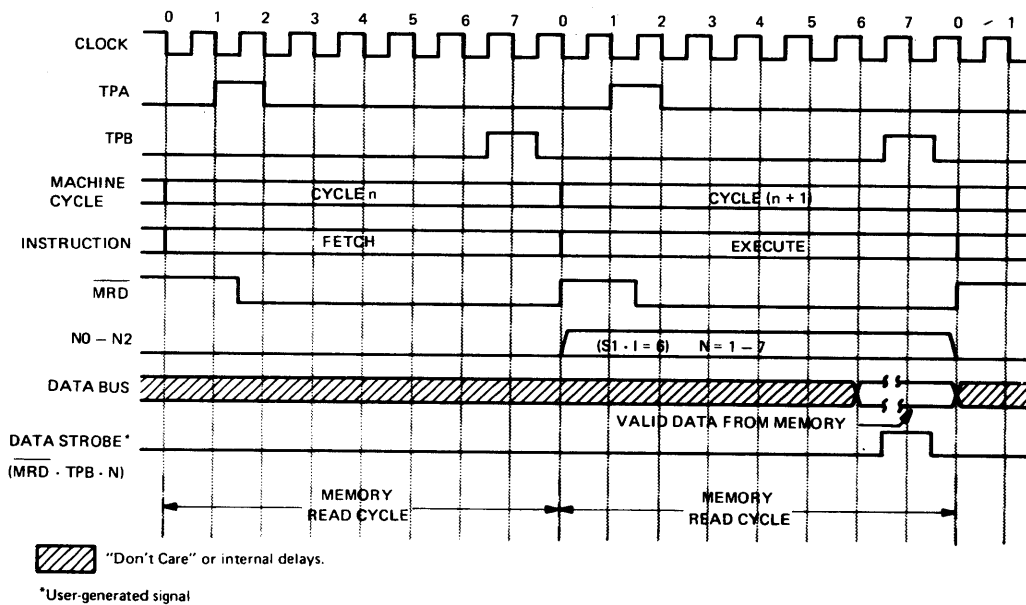 0 1 2 3 4 5 6 7 0 1 2 3 4 5 6 7 0 1
CLOCK
TPA
TPB
MACHINE
CYCLE
CYCLE n
CYCLE (n + 1)
INSTRUCTION
FETCH
EXECUTE
MRD
N0 – N2
(S1 · I = 6) N = 1 – 7
DATA BUS
VALID DATA FROM MEMORY
DATA STROBE*
(MRD · TPB · N)
MEMORY
READ CYCLE
MEMORY
READ CYCLE
"Don't Care" or internal delays.
*User-generated signal